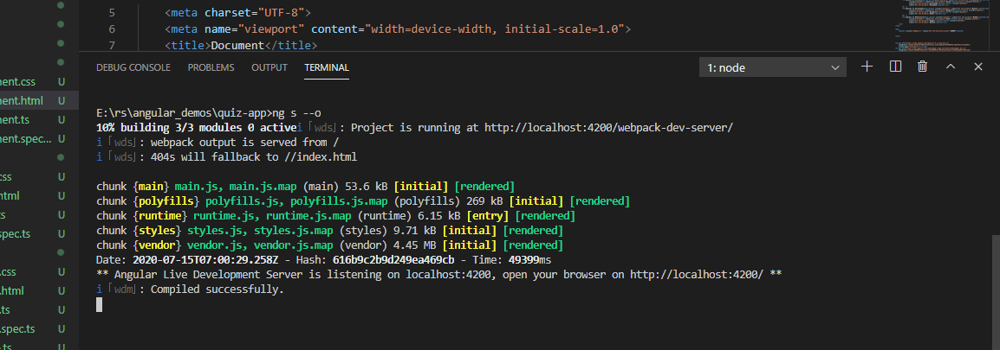 5 <meta charset="UTF-8">
6 <meta name="viewport" content="width=device-width, initial-scale=1.0">
7 <title>Document</title>
DEBUG CONSOLE PROBLEMS OUTPUT TERMINAL 1: node
nent.css U
nent.html U
nent.ts U
nent.spec... U
css U
html U
ts U
spec.ts U
.css U
.html U
.ts U
.spec.ts U
.ts U
E:\rs\angular_demos\quiz-app>ng s --o
10% building 3/3 modules 0 activei ｢wds｣: Project is running at http://localhost:4200/webpack-dev-server/
i ｢wds｣: webpack output is served from /
i ｢wds｣: 404s will fallback to //index.html
chunk {main} main.js, main.js.map (main) 53.6 kB [initial] [rendered]
chunk {polyfills} polyfills.js, polyfills.js.map (polyfills) 269 kB [initial] [rendered]
chunk {runtime} runtime.js, runtime.js.map (runtime) 6.15 kB [entry] [rendered]
chunk {styles} styles.js, styles.js.map (styles) 9.71 kB [initial] [rendered]
chunk {vendor} vendor.js, vendor.js.map (vendor) 4.45 MB [initial] [rendered]
Date: 2020-07-15T07:00:29.258Z - Hash: 616b9c2b9d249ea469cb - Time: 49399ms
** Angular Live Development Server is listening on localhost:4200, open your browser on http://localhost:4200/ **
i ｢wdm｣: Compiled successfully.